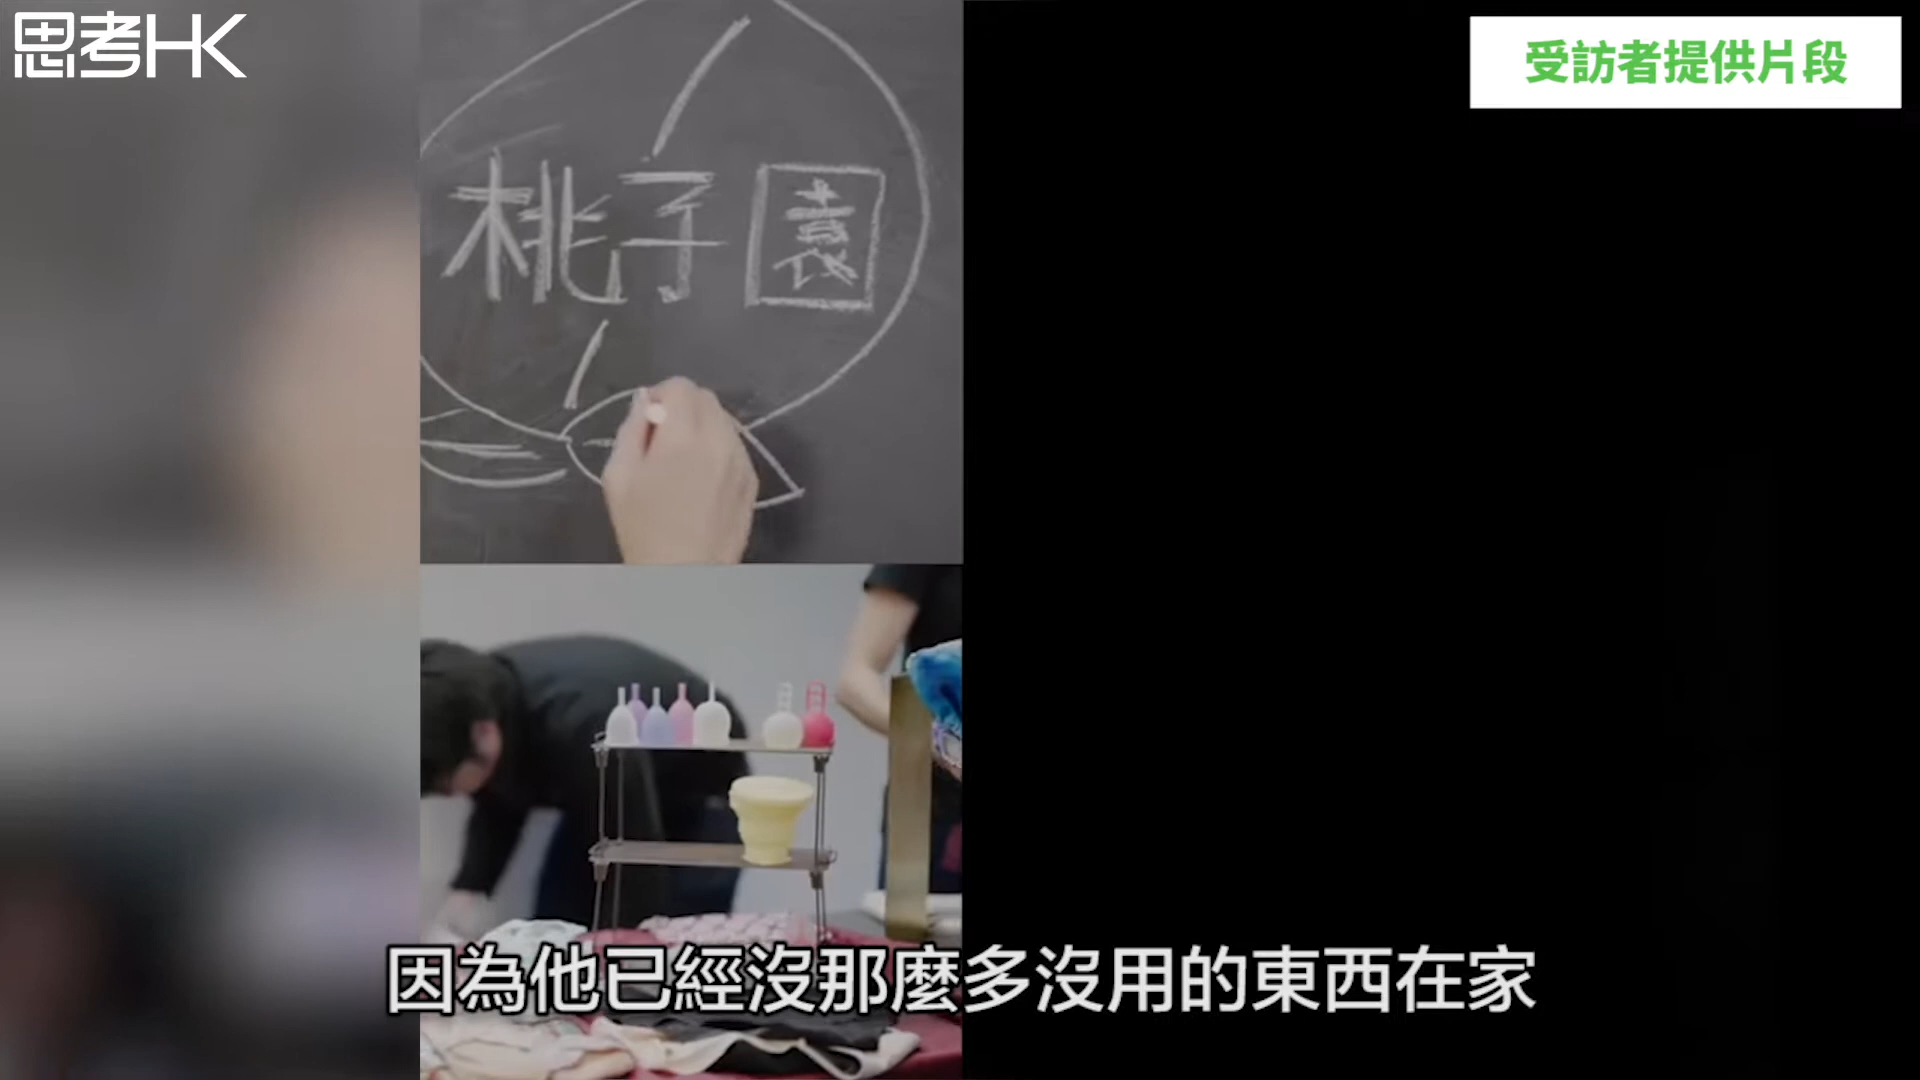 思考HK
受訪者提供片段
桃子園
因為他已經沒那麼多沒用的東西在家